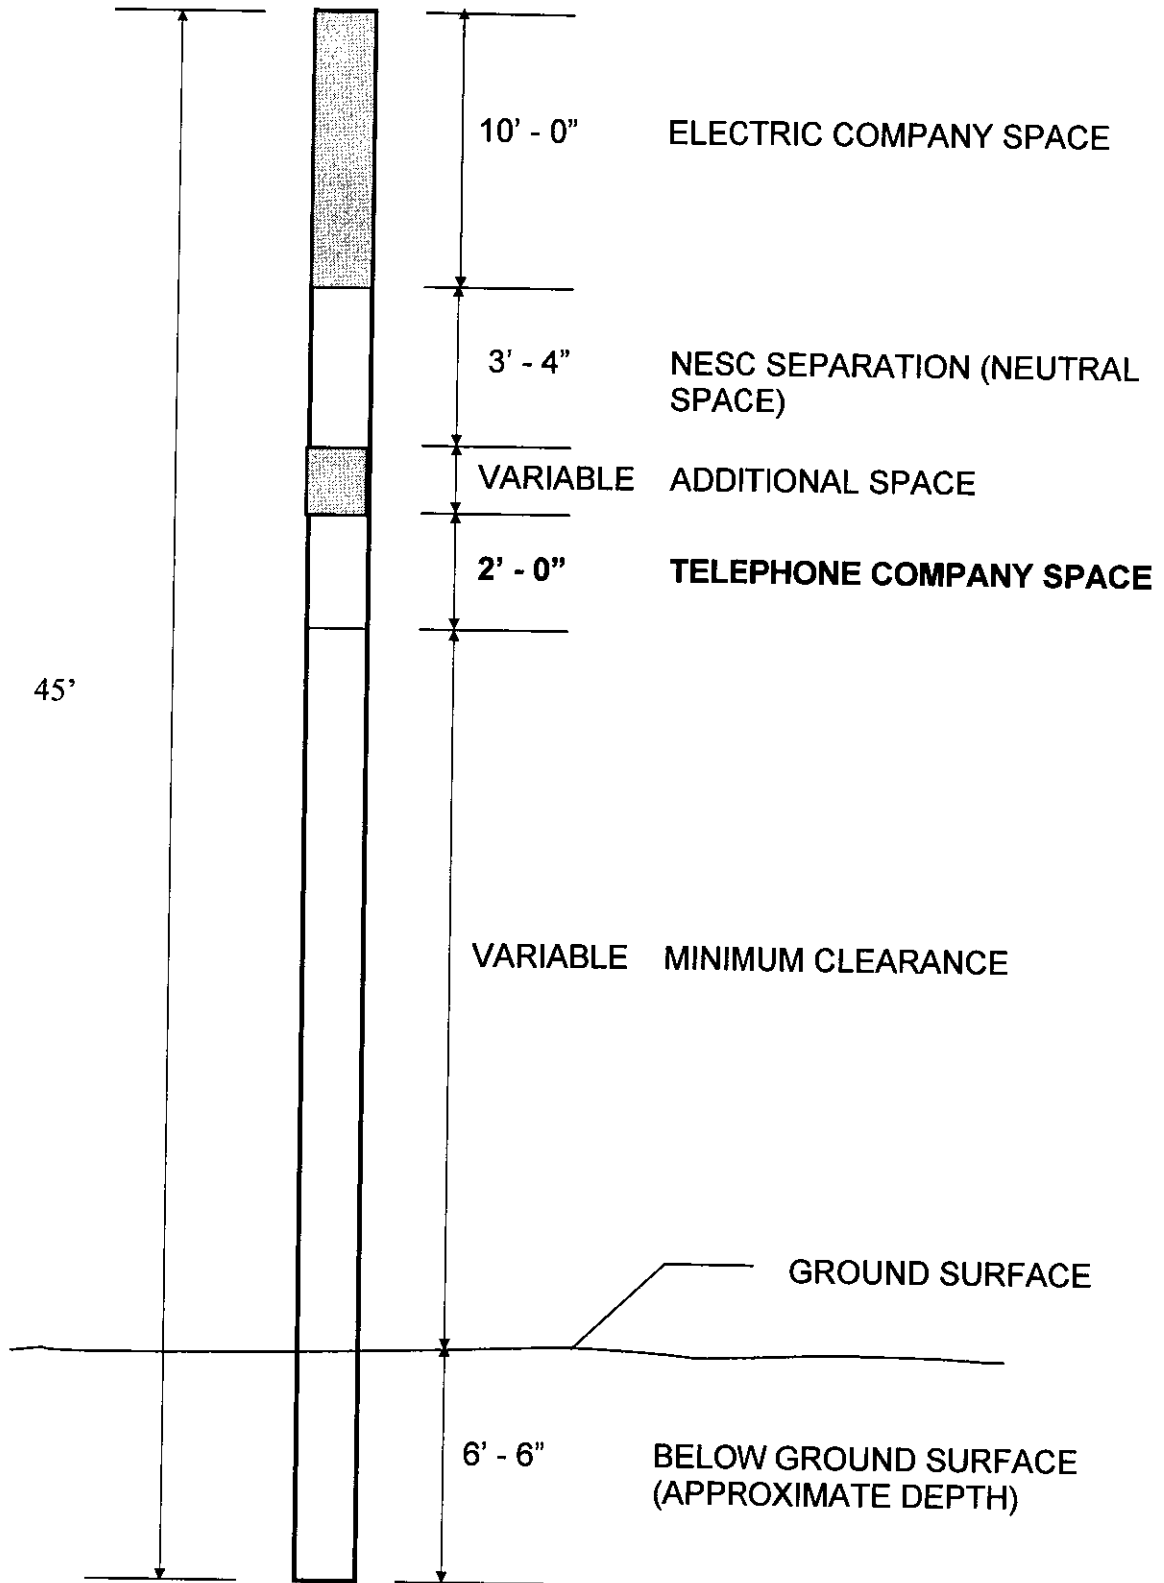 10' - 0" ELECTRIC COMPANY SPACE
3' - 4" NESC SEPARATION (NEUTRAL
SPACE)
VARIABLE ADDITIONAL SPACE
2' - 0" TELEPHONE COMPANY SPACE
45'
VARIABLE MINIMUM CLEARANCE
GROUND SURFACE
6' - 6" BELOW GROUND SURFACE
(APPROXIMATE DEPTH)